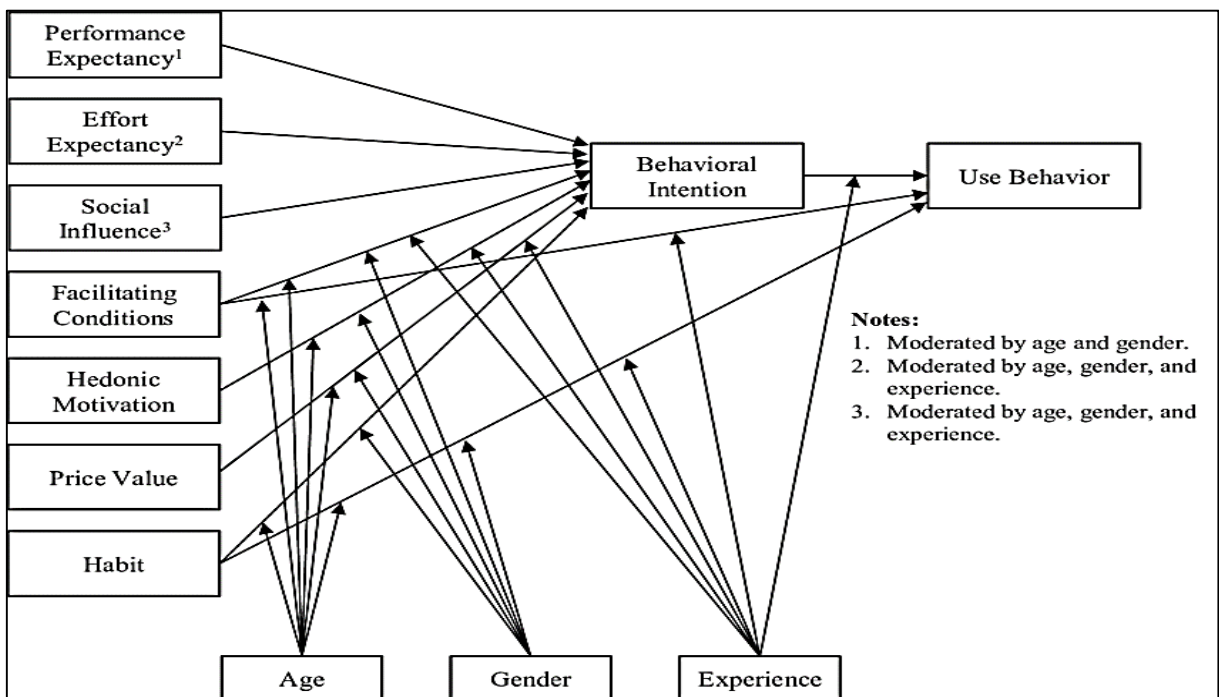 Performance
Expectancy¹
Effort
Expectancy²
Social
Influence³
Facilitating
Conditions
Hedonic
Motivation
Price Value
Habit
Behavioral
Intention
Use Behavior
Notes:
1. Moderated by age and gender.
2. Moderated by age, gender, and
experience.
3. Moderated by age, gender, and
experience.
Age
Gender
Experience